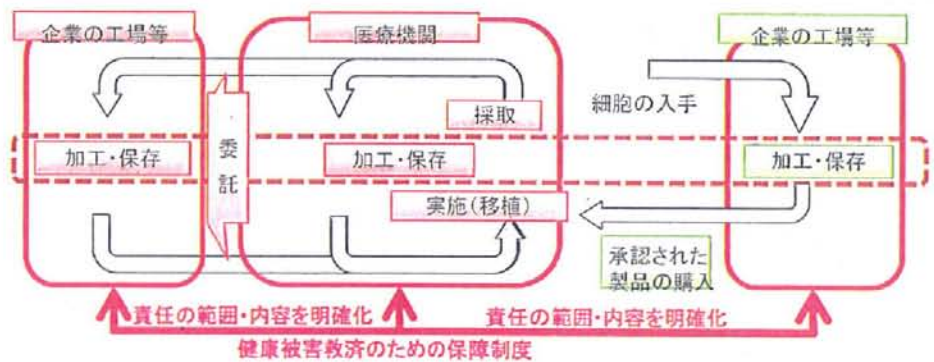 企業の工場等
医療機関
企業の工場等
細胞の入手
採取
委託
加工・保存
加工・保存
加工・保存
実施(移植)
承認された
製品の購入
責任の範囲・内容を明確化
責任の範囲・内容を明確化
健康被害救済のための保障制度